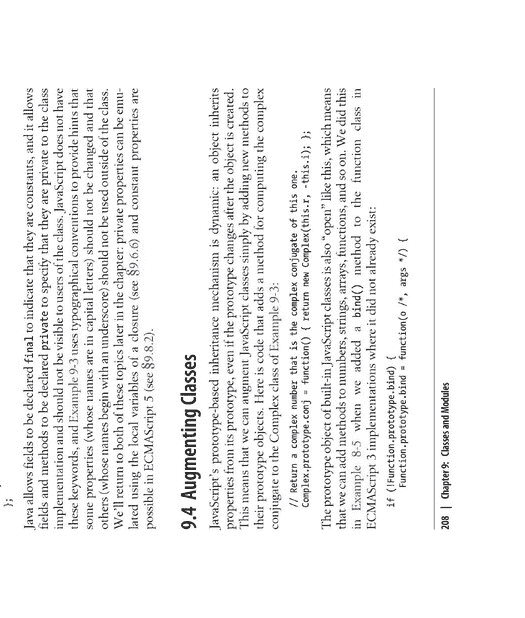 };
Java allows fields to be declared final to indicate that they are constants, and it allows
fields and methods to be declared private to specify that they are private to the class
implementation and should not be visible to users of the class. JavaScript does not have
these keywords, and Example 9-3 uses typographical conventions to provide hints that
some properties (whose names are in capital letters) should not be changed and that
others (whose names begin with an underscore) should not be used outside of the class.
We'll return to both of these topics later in the chapter: private properties can be emu-
lated using the local variables of a closure (see §9.6.6) and constant properties are
possible in ECMAScript 5 (see §9.8.2).
9.4 Augmenting Classes
JavaScript's prototype-based inheritance mechanism is dynamic: an object inherits
properties from its prototype, even if the prototype changes after the object is created.
This means that we can augment JavaScript classes simply by adding new methods to
their prototype objects. Here is code that adds a method for computing the complex
conjugate to the Complex class of Example 9-3:
// Return a complex number that is the complex conjugate of this one.
Complex.prototype.conj = function() { return new Complex(this.r, -this.i); };
The prototype object of built-in JavaScript classes is also "open" like this, which means
that we can add methods to numbers, strings, arrays, functions, and so on. We did this
in Example 8-5 when we added a bind() method to the function class in
ECMAScript 3 implementations where it did not already exist:
if (!Function.prototype.bind) {
Function.prototype.bind = function(o /*, args */) {
208 | Chapter 9: Classes and Modules